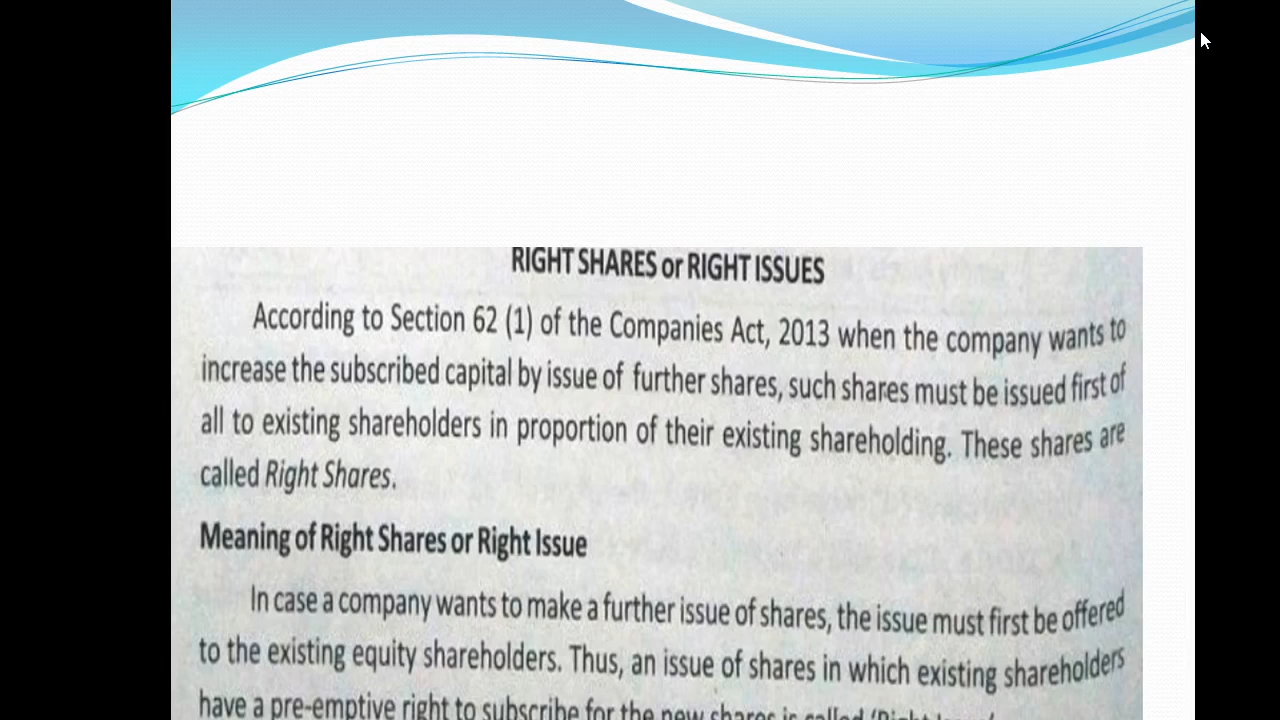 RIGHT SHARES or RIGHT ISSUES
According to Section 62 (1) of the Companies Act, 2013 when the company wants to
increase the subscribed capital by issue of further shares, such shares must be issued first of
all to existing shareholders in proportion of their existing shareholding. These shares are
called Right Shares.
Meaning of Right Shares or Right Issue
In case a company wants to make a further issue of shares, the issue must first be offered
to the existing equity shareholders. Thus, an issue of shares in which existing shareholders
have a pre-emptive right to subscribe for the new shares is called 'Right Issue'